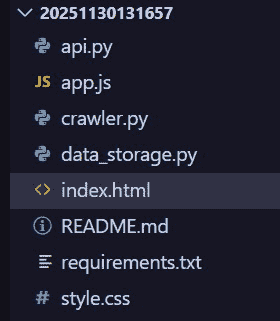 20251130131657
api.py
JS app.js
crawler.py
data_storage.py
<> index.html
README.md
requirements.txt
# style.css